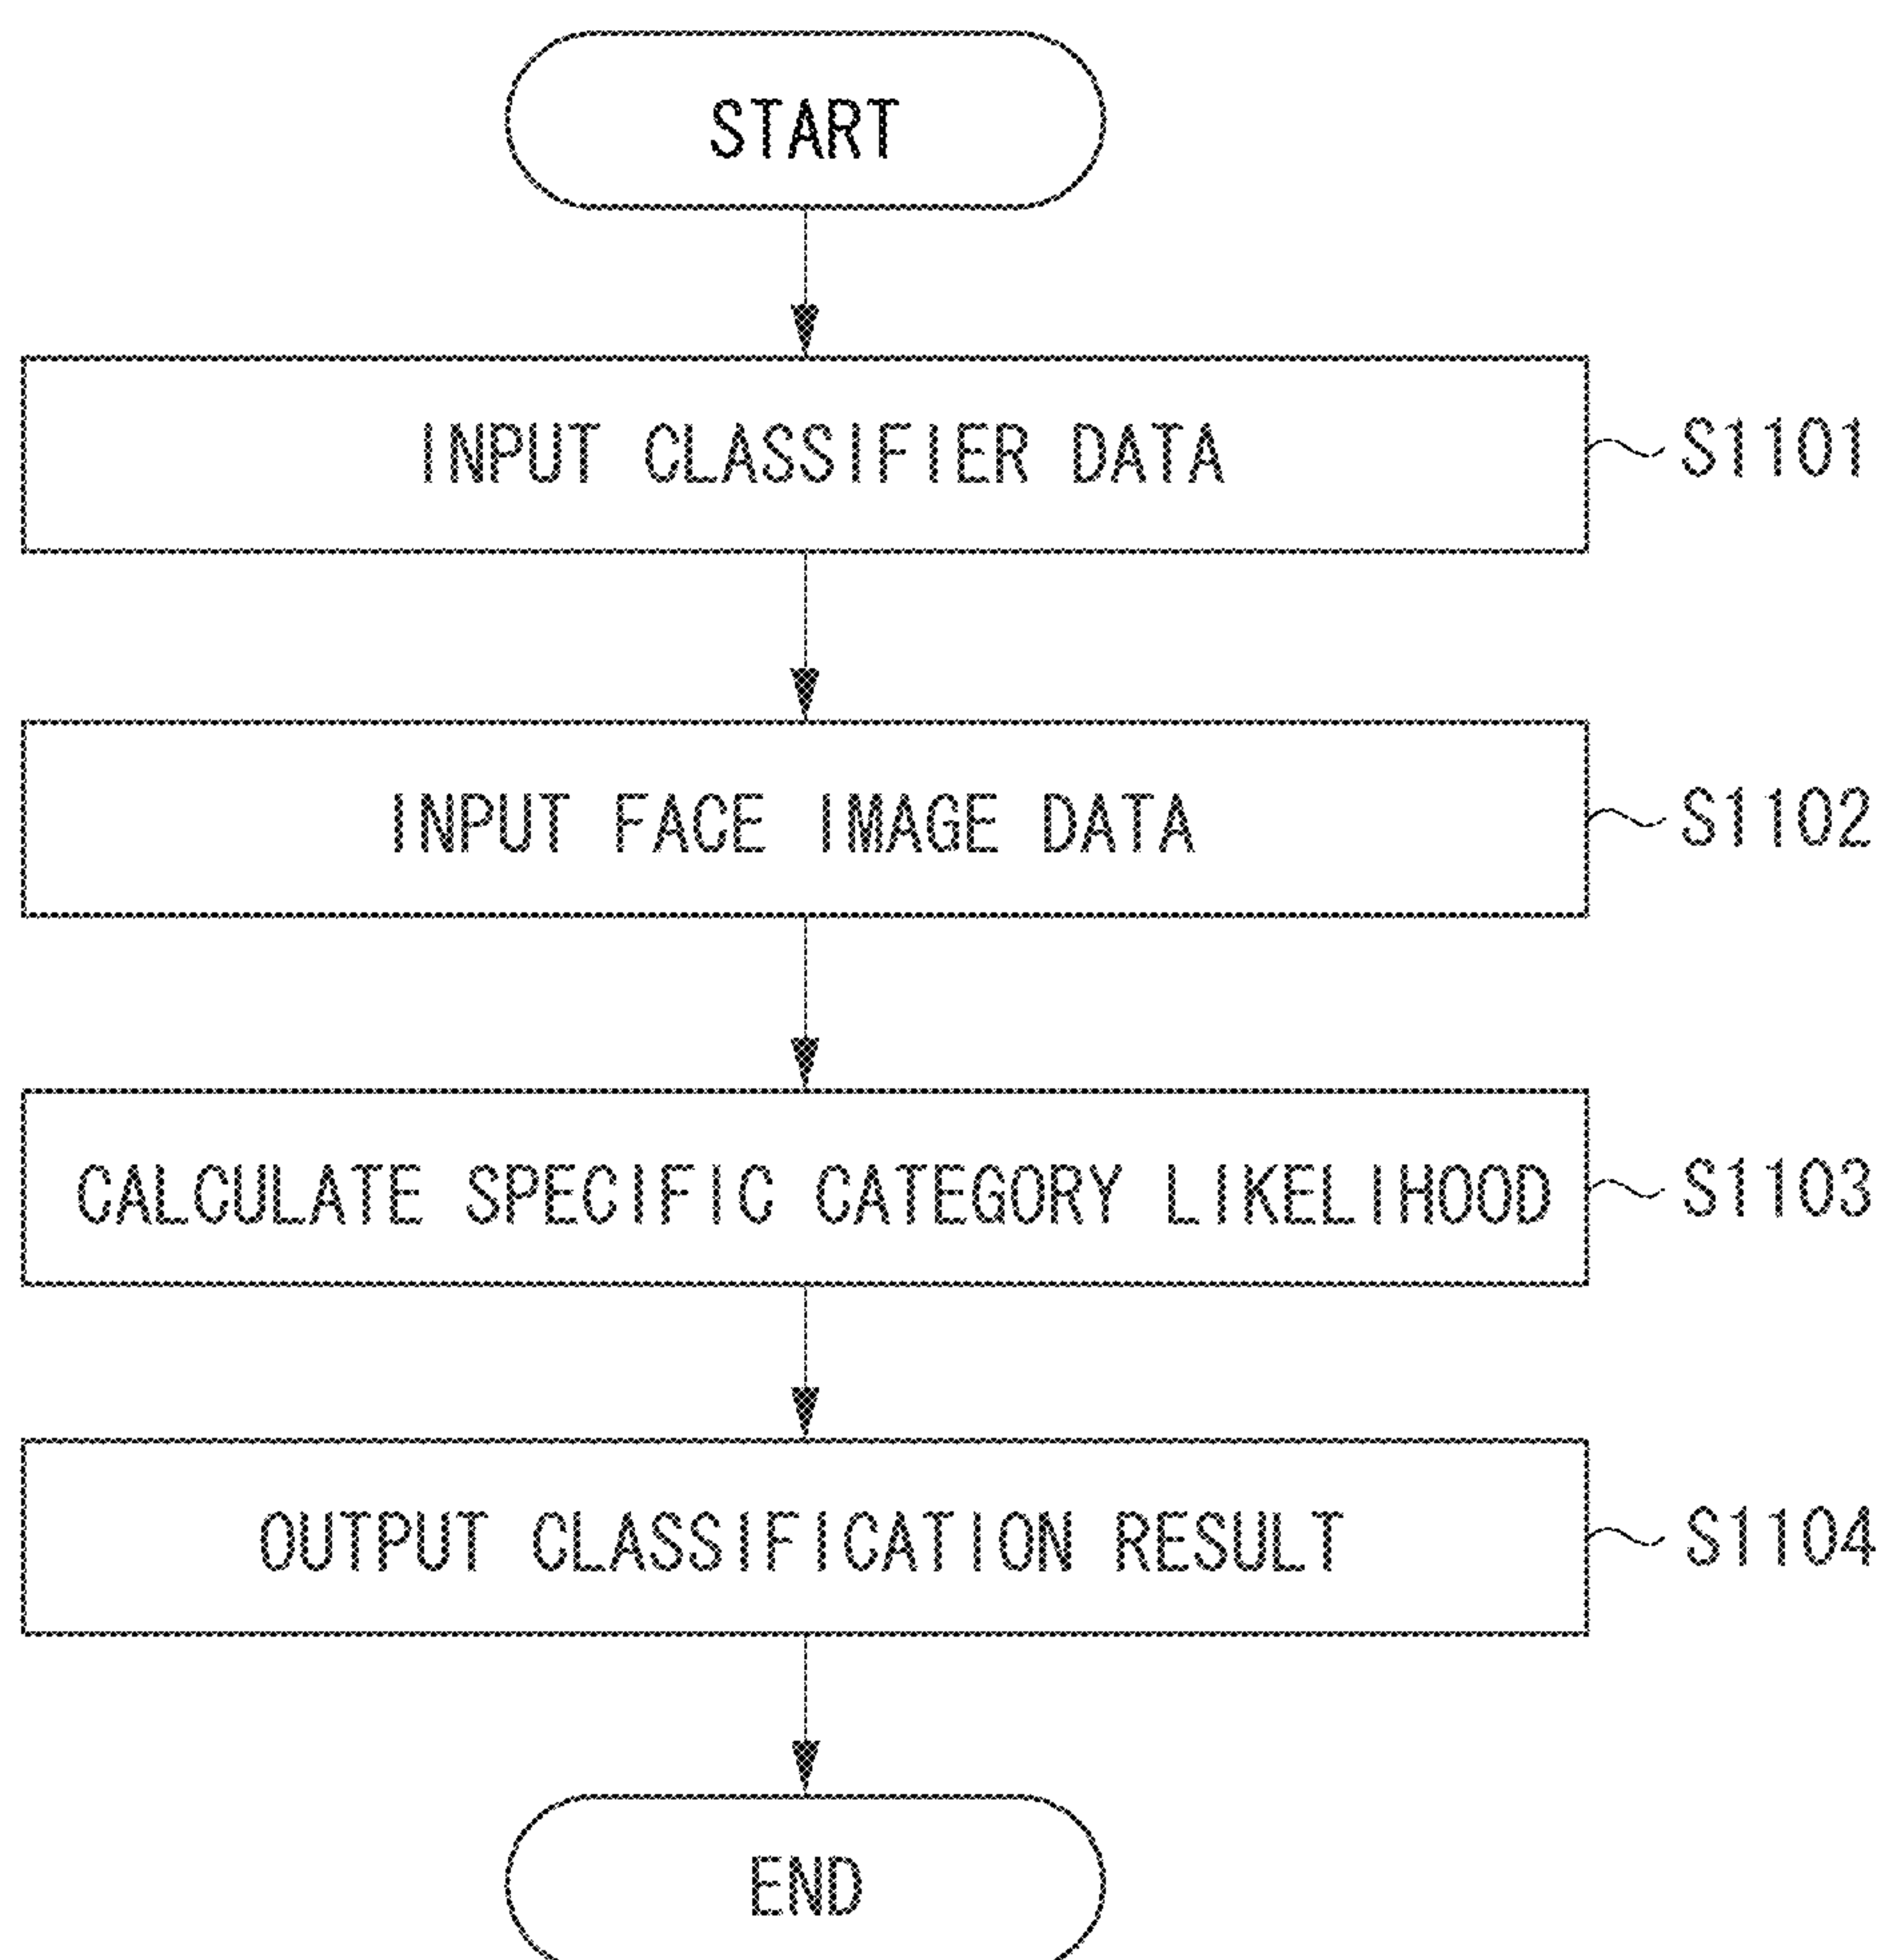 START
INPUT CLASSIFIER DATA
S1101
INPUT FACE IMAGE DATA
S1102
CALCULATE SPECIFIC CATEGORY LIKELIHOOD
S1103
OUTPUT CLASSIFICATION RESULT
S1104
END